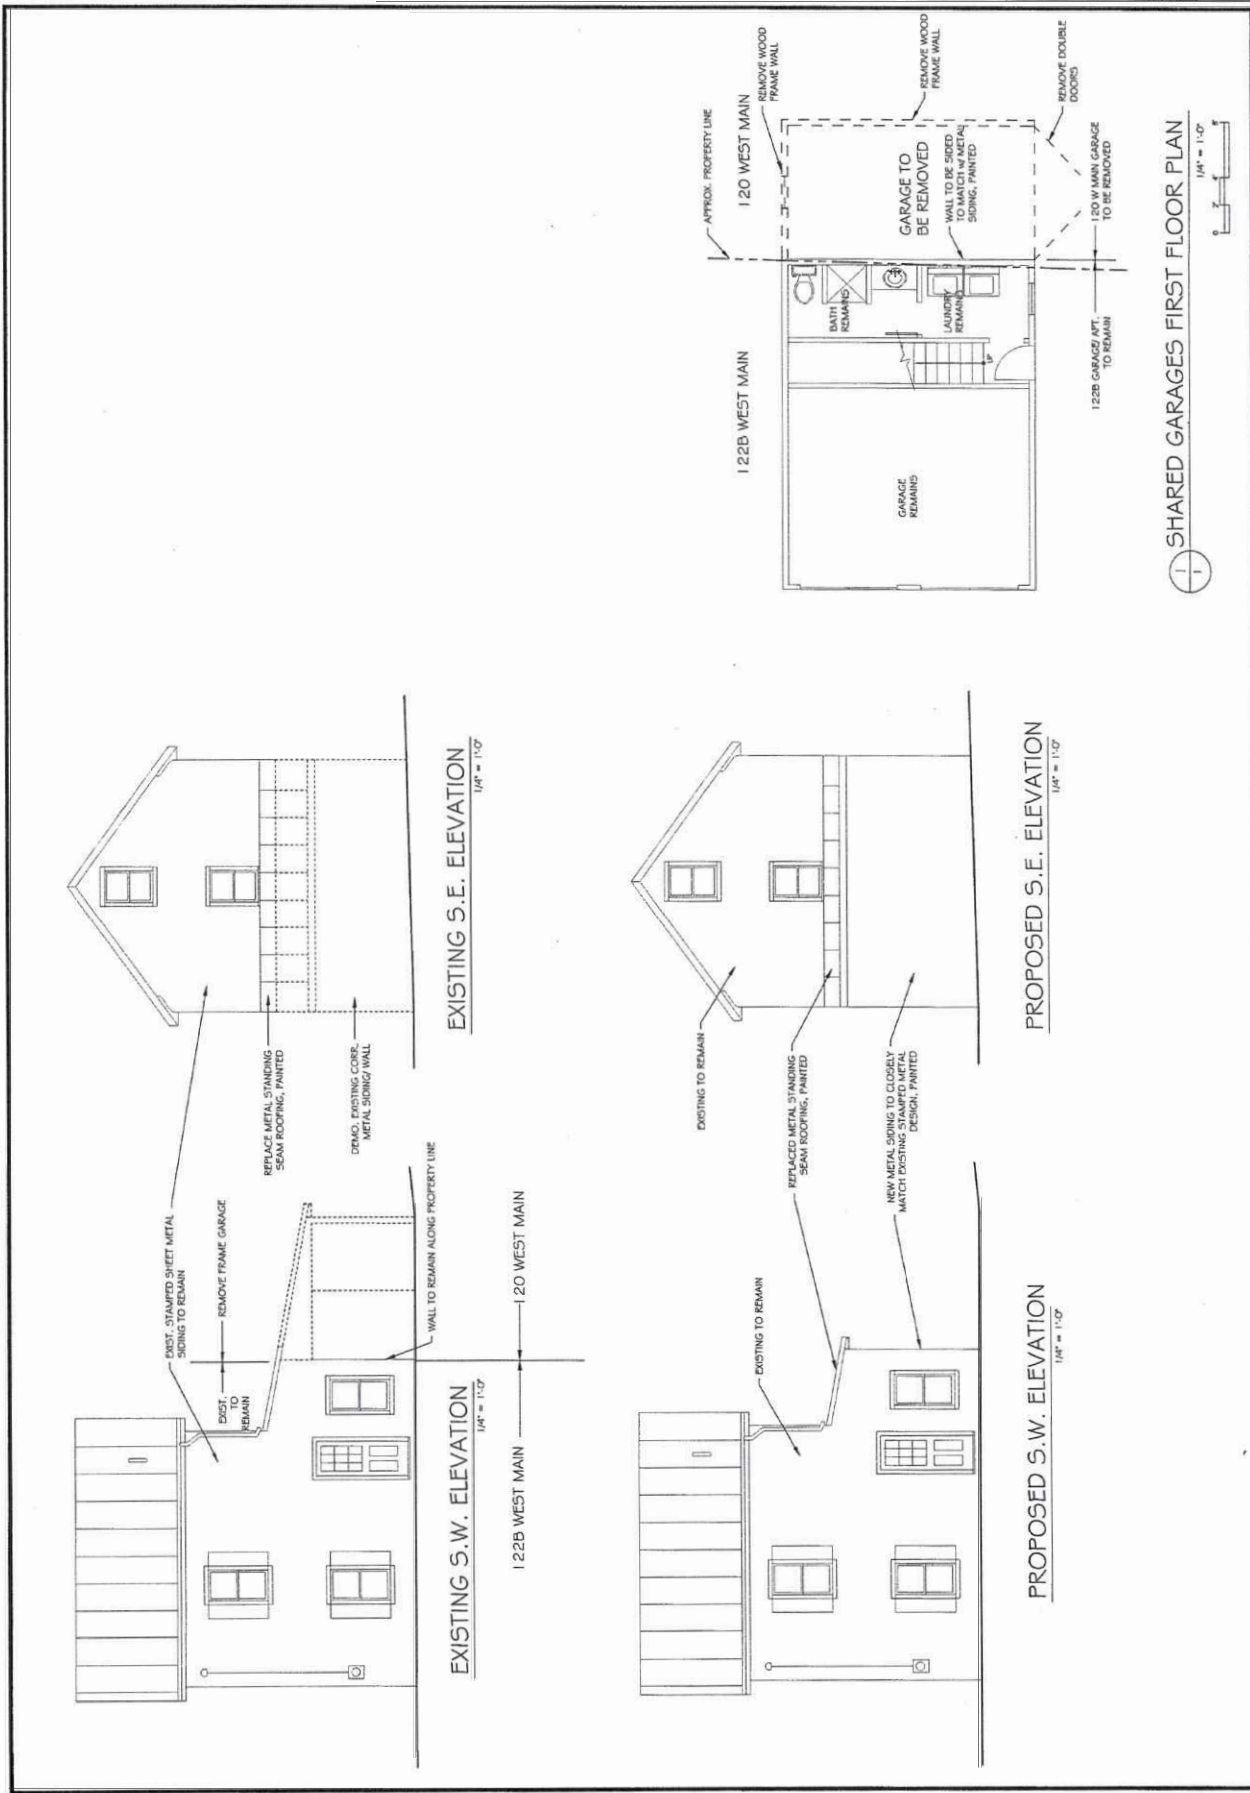 EXIST. STAMPED SHEET METAL
SIDING TO REMAIN
EXIST.
TO
REMAIN
REMOVE FRAME GARAGE
WALL TO REMAIN ALONG PROPERTY LINE
EXISTING S.W. ELEVATION
1/4" = 1'-0"
122B WEST MAIN
120 WEST MAIN
REPLACE METAL STANDING
SEAM ROOFING, PAINTED
DEMO. EXISTING CORR.
METAL SIDING/ WALL
EXISTING S.E. ELEVATION
1/4" = 1'-0"
EXISTING TO REMAIN
PROPOSED S.W. ELEVATION
1/4" = 1'-0"
EXISTING TO REMAIN
REPLACED METAL STANDING
SEAM ROOFING, PAINTED
NEW METAL SIDING TO CLOSELY
MATCH EXISTING STAMPED METAL
DESIGN, PAINTED
PROPOSED S.E. ELEVATION
1/4" = 1'-0"
APPROX. PROPERTY LINE
122B WEST MAIN
120 WEST MAIN
REMOVE WOOD
FRAME WALL
REMOVE WOOD
FRAME WALL
BATH
REMAINS
GARAGE TO
BE REMOVED
GARAGE
REMAINS
LAUNDRY
REMAINS
WALL TO BE SIDED
TO MATCH w/ METAL
SIDING, PAINTED
UP
REMOVE DOUBLE
DOORS
122B GARAGE/ APT.
TO REMAIN
120 W MAIN GARAGE
TO BE REMOVED
1
1
SHARED GARAGES FIRST FLOOR PLAN
1/4" = 1'-0"
0 2' 4' 8'